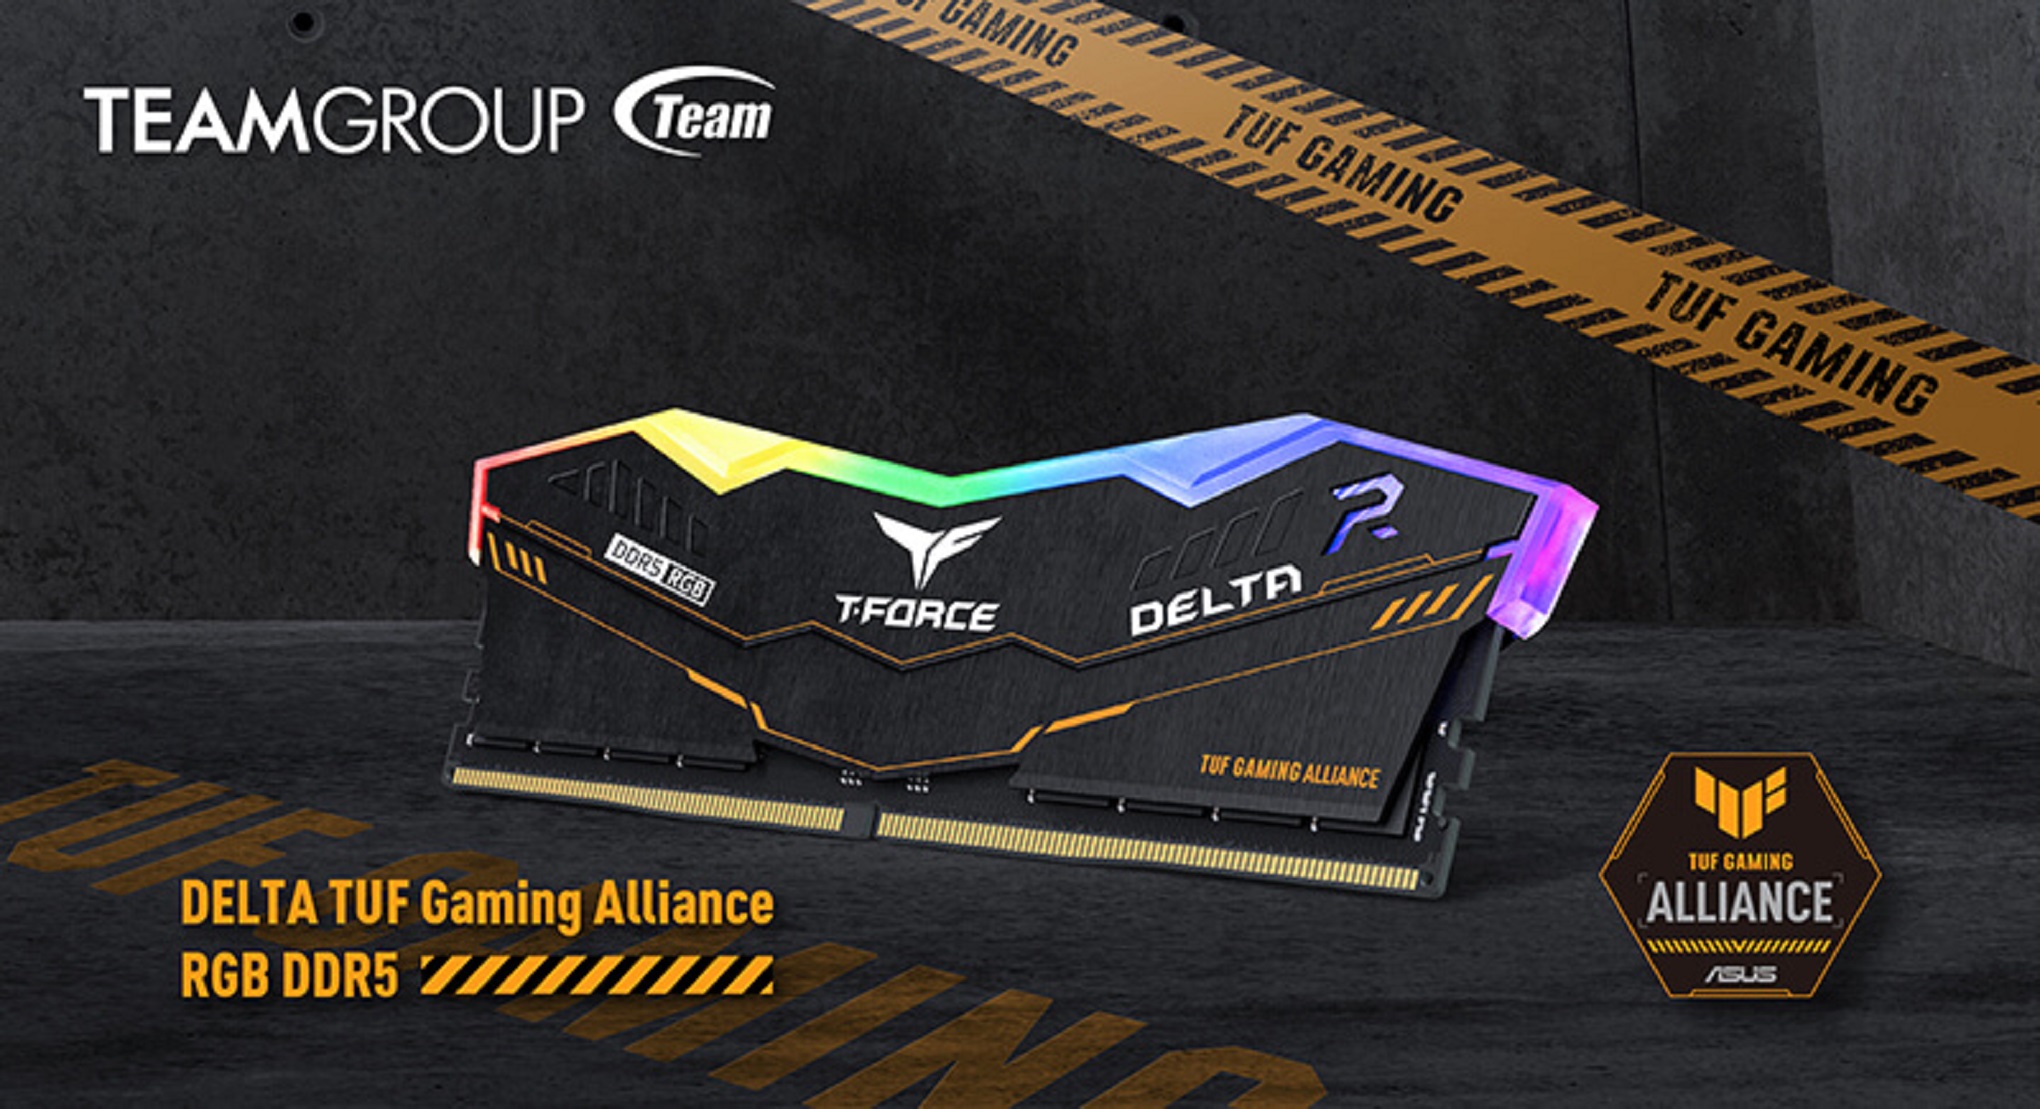 TEAMGROUP Team
GAMING
TUF GAMING
TUF GAMING
DDR5 RGB
T-FORCE
DELTA
TUF GAMING ALLIANCE
TUF GAMING
DELTA TUF Gaming Alliance
RGB DDR5
TUF GAMING
ALLIANCE
ASUS